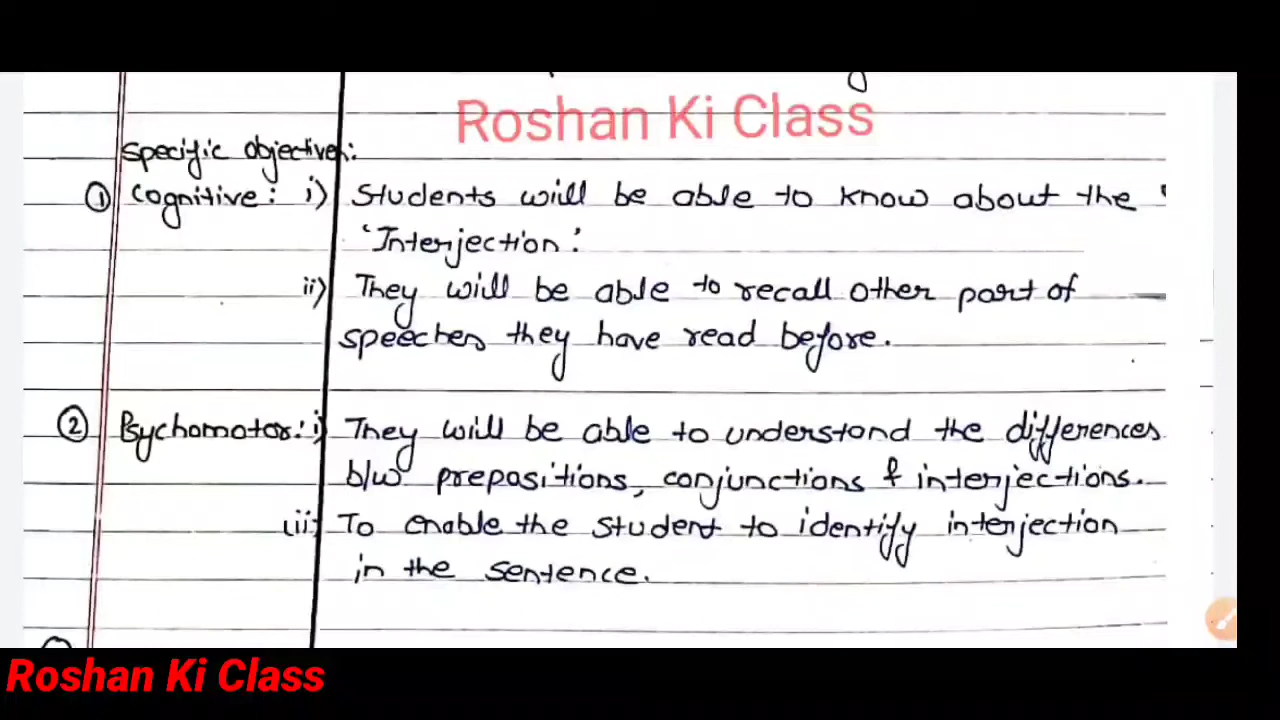 Roshan Ki Class
Specific objectives:
① Cognitive: i) Students will be able to know about the '
'Interjection'.
ii) They will be able to recall other part of
speeches they have read before.
② Psychomotor: i) They will be able to understand the differences
b/w prepositions, conjunctions & interjections.
ii) To enable the student to identify interjection
in the sentence.
Roshan Ki Class